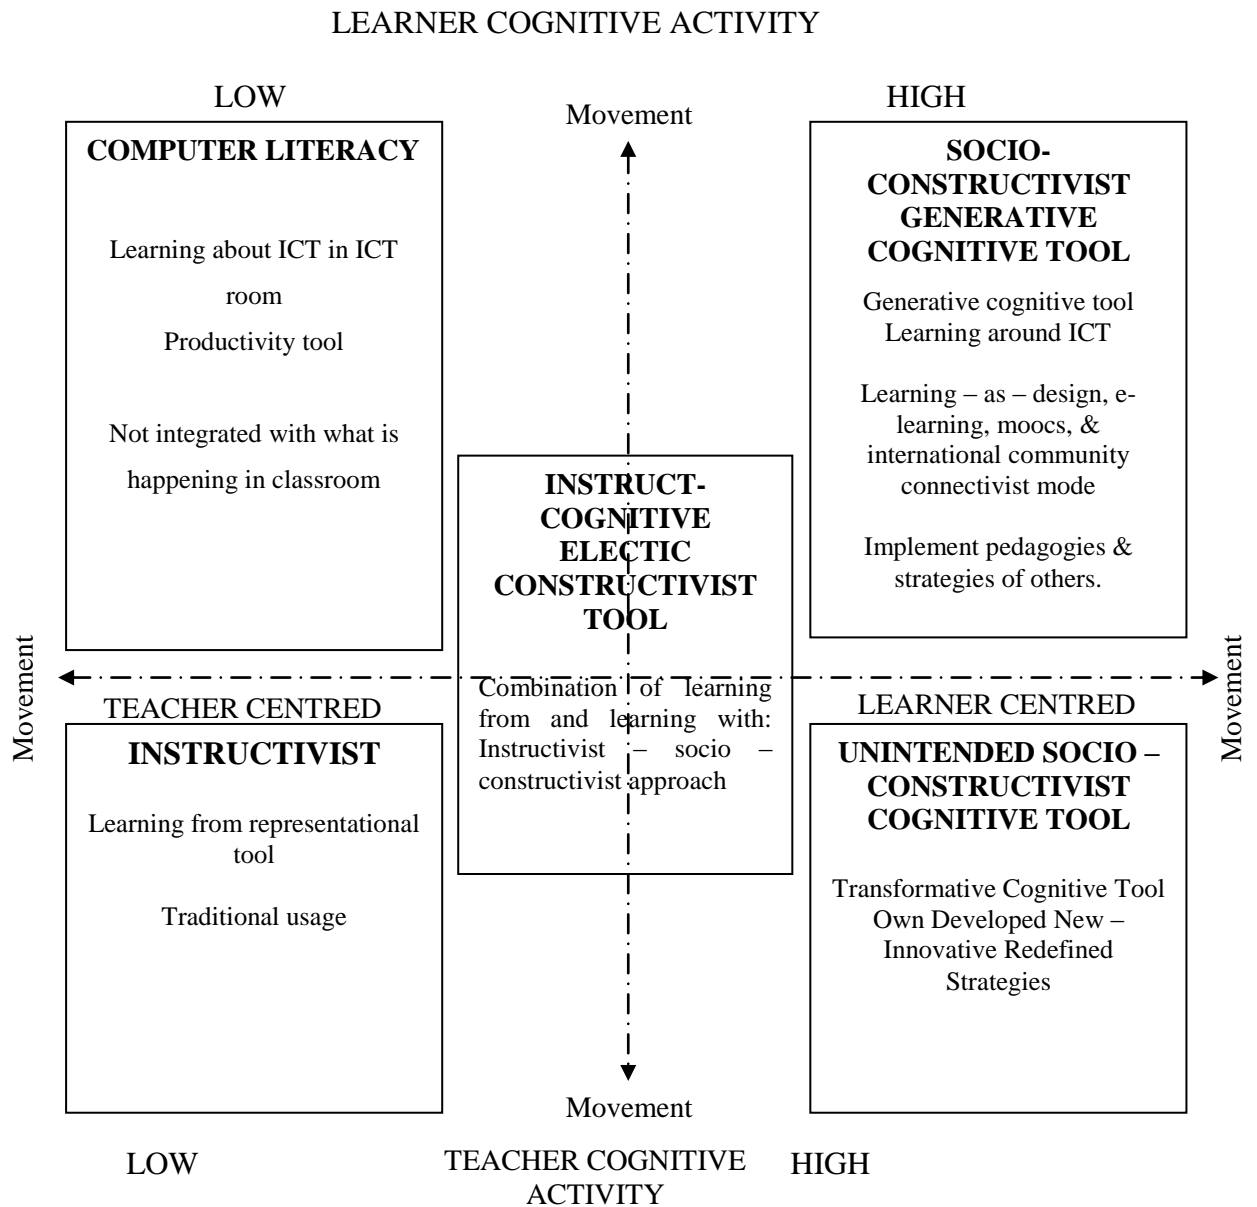 LEARNER COGNITIVE ACTIVITY
LOW
HIGH
Movement
COMPUTER LITERACY
Learning about ICT in ICT
room
Productivity tool
Not integrated with what is
happening in classroom
SOCIO-
CONSTRUCTIVIST
GENERATIVE
COGNITIVE TOOL
Generative cognitive tool
Learning around ICT
Learning – as – design, e-
learning, moocs, &
international community
connectivist mode
Implement pedagogies &
strategies of others.
INSTRUCT-
COGNITIVE
ELECTIC
CONSTRUCTIVIST
TOOL
Combination of learning
from and learning with:
Instructivist – socio –
constructivist approach
Movement
Movement
TEACHER CENTRED
LEARNER CENTRED
INSTRUCTIVIST
Learning from representational
tool
Traditional usage
UNINTENDED SOCIO –
CONSTRUCTIVIST
COGNITIVE TOOL
Transformative Cognitive Tool
Own Developed New –
Innovative Redefined
Strategies
Movement
LOW
TEACHER COGNITIVE
ACTIVITY
HIGH